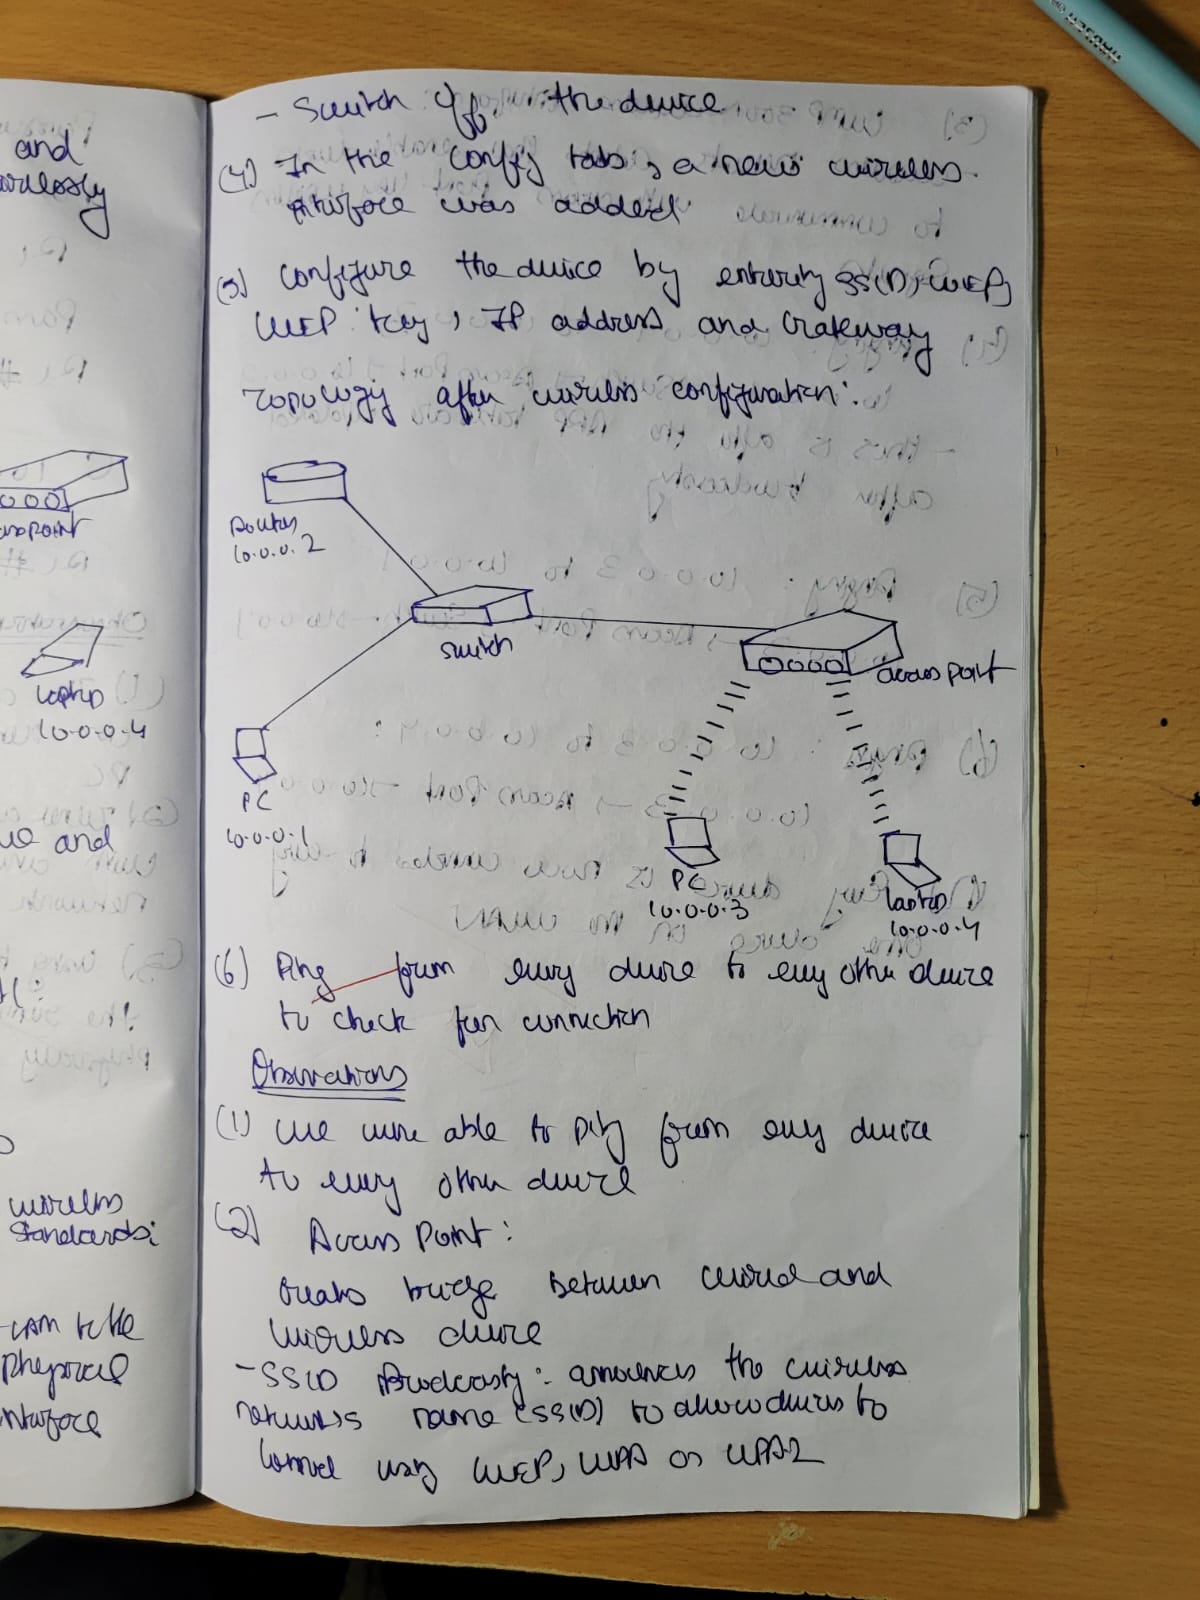 - Switch off the device
(4) In the config tab, a new wireless
interface was added
(5) Configure the device by entering SSID, WEP,
WEP key, IP address and Gateway
Topology after wireless configuration:
Router
10.0.0.2
Switch
Access point
PC
10.0.0.1
PC
10.0.0.3
laptop
10.0.0.4
(6) Ping from every device to every other device
to check for connection
Observations
(1) We were able to ping from every device
to every other device
(2) Access Point:
Creates bridge between wired and
wireless device
- SSID Broadcasting: announces the wireless
networks name (SSID) to allow devices to
connect using WEP, WPA or WPA2
and
point
laptop
10.0.0.4
and
wireless
standards;
physical
interface